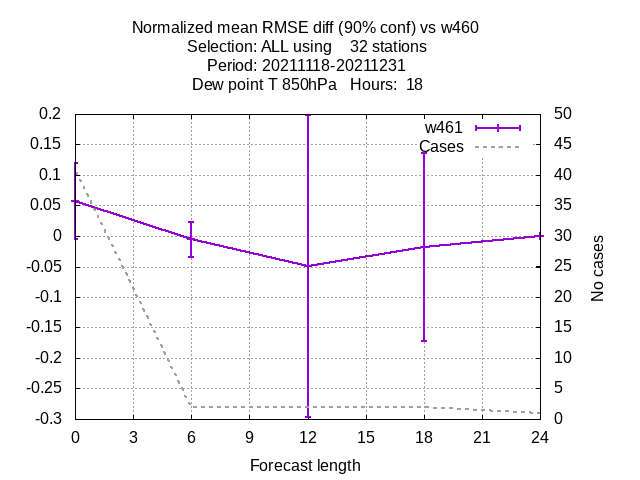 Normalized mean RMSE diff (90% conf) vs w460
Selection: ALL using    32 stations
Period: 20211118-20211231
Dew point T 850hPa   Hours:  18
w461
Cases
0.2
0.15
0.1
0.05
0
-0.05
-0.1
-0.15
-0.2
-0.25
-0.3
50
45
40
35
30
25
20
15
10
5
0
No cases
0 3 6 9 12 15 18 21 24
Forecast length